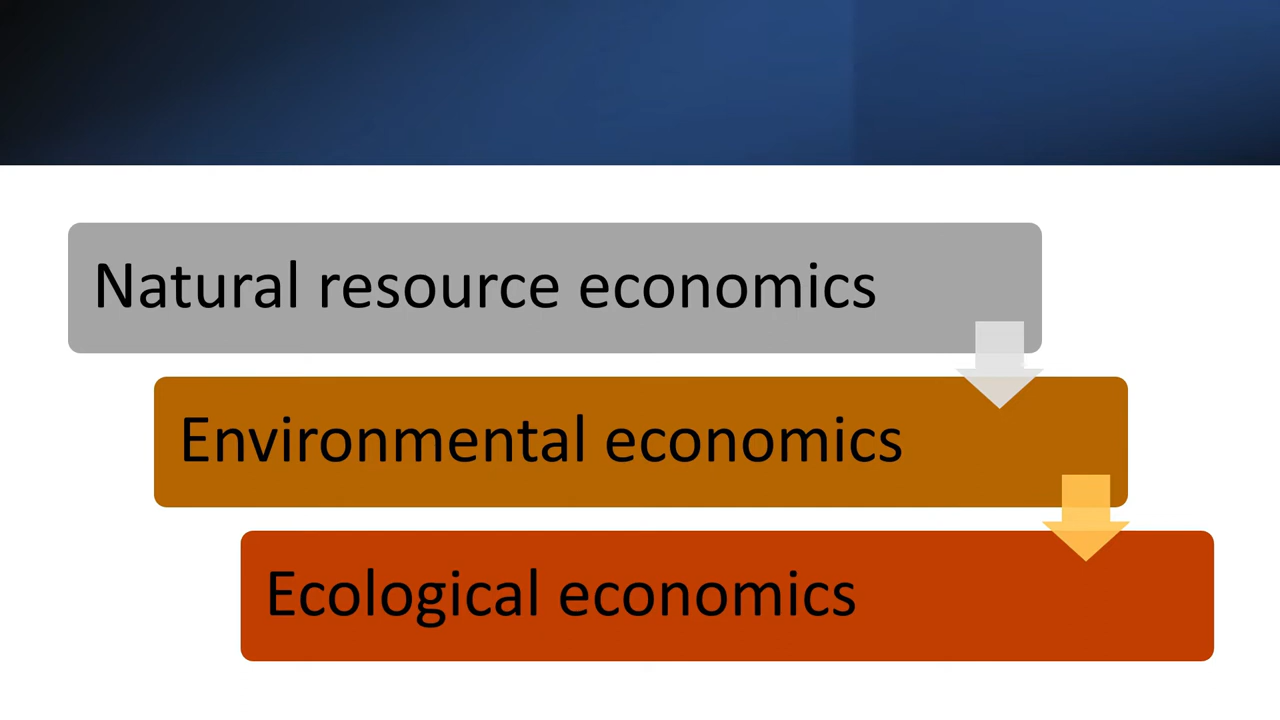 Natural resource economics
Environmental economics
Ecological economics